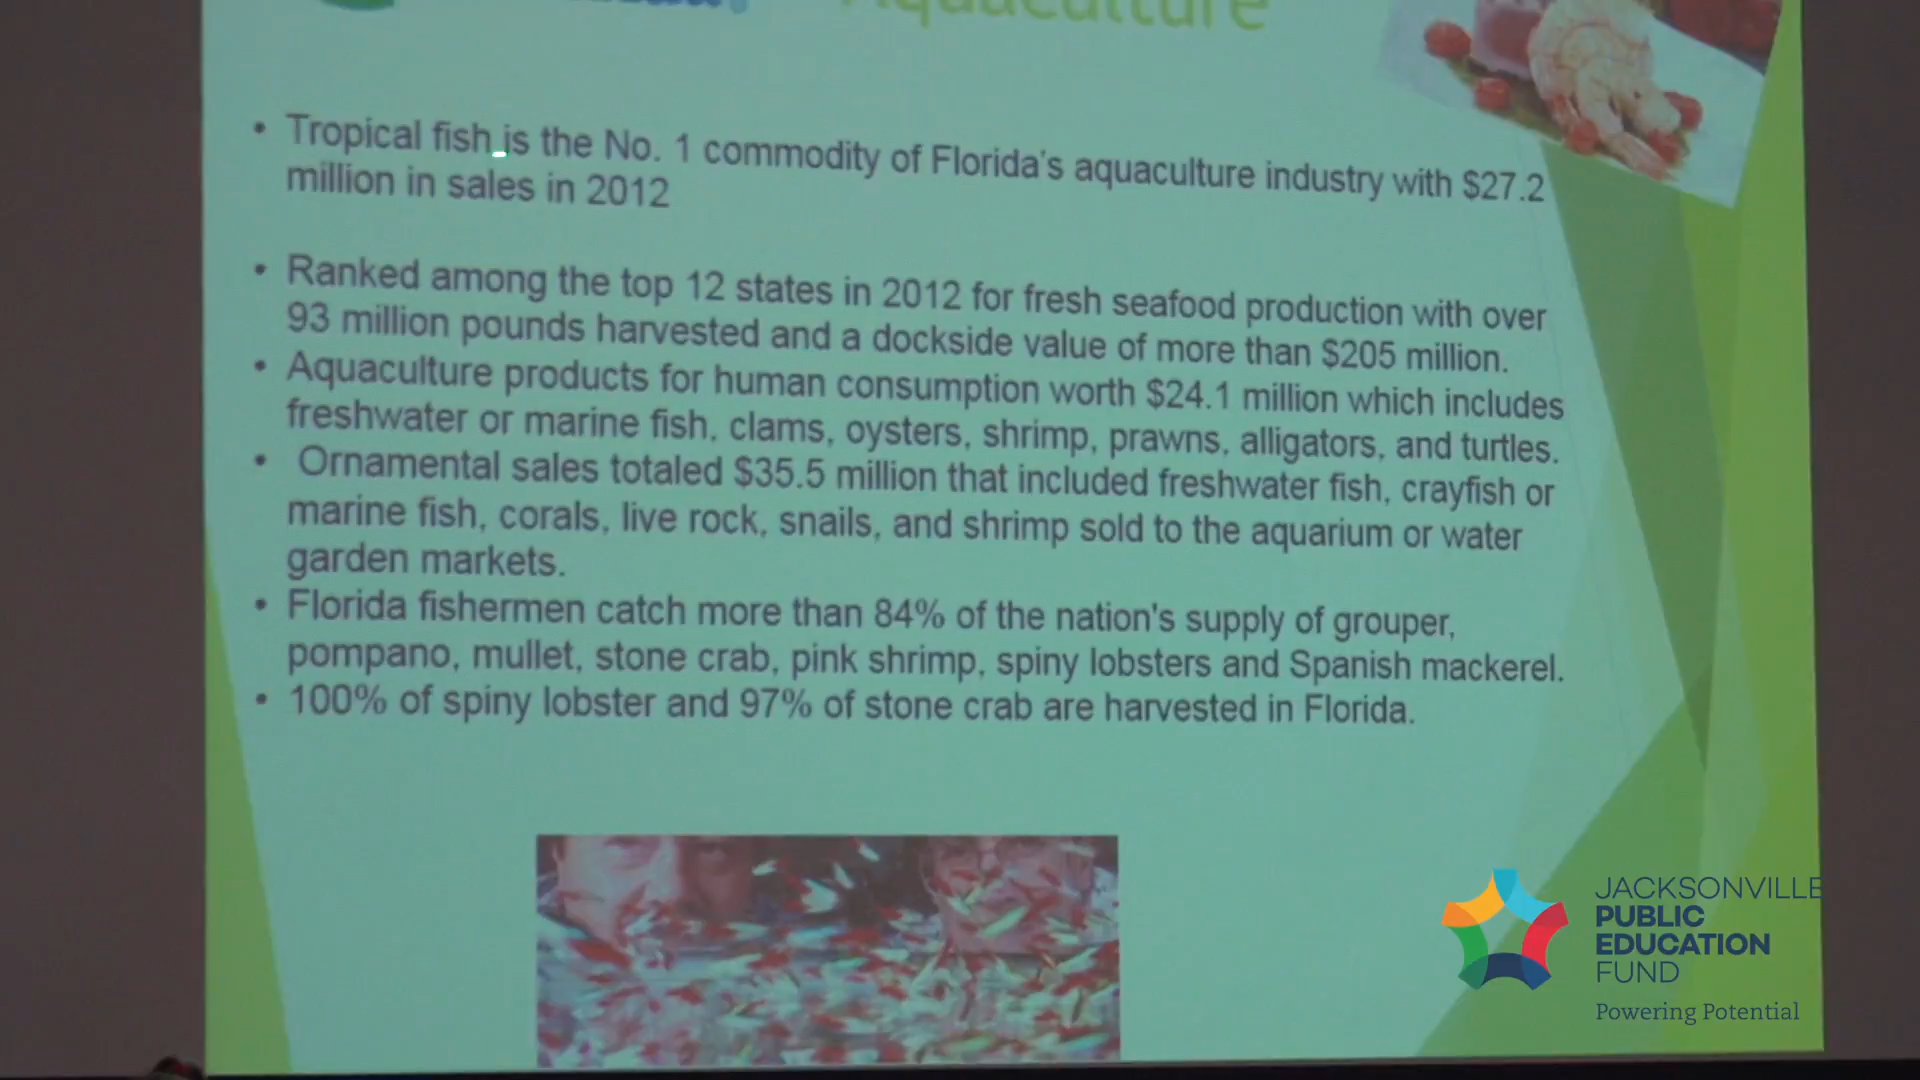 Aquaculture
• Tropical fish is the No. 1 commodity of Florida's aquaculture industry with $27.2
million in sales in 2012
• Ranked among the top 12 states in 2012 for fresh seafood production with over
93 million pounds harvested and a dockside value of more than $205 million.
• Aquaculture products for human consumption worth $24.1 million which includes
freshwater or marine fish, clams, oysters, shrimp, prawns, alligators, and turtles.
• Ornamental sales totaled $35.5 million that included freshwater fish, crayfish or
marine fish, corals, live rock, snails, and shrimp sold to the aquarium or water
garden markets.
• Florida fishermen catch more than 84% of the nation's supply of grouper,
pompano, mullet, stone crab, pink shrimp, spiny lobsters and Spanish mackerel.
• 100% of spiny lobster and 97% of stone crab are harvested in Florida.
JACKSONVILLE
PUBLIC
EDUCATION
FUND
Powering Potential